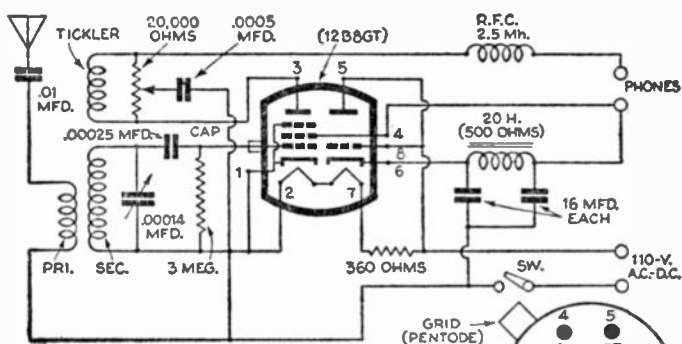 TICKLER
20,000
OHMS
.0005
MFD.
(12B8GT)
R.F.C.
2.5 Mh.
3
5
PHONES
.01
MFD.
.00025 MFD.
CAP
4
20 H.
(500 OHMS)
8
6
1
2
7
.00014
MFD.
16 MFD.
EACH
PRI.
SEC.
3 MEG.
360 OHMS
SW.
110-V.
A.C.-D.C.
GRID
(PENTODE)
4
5